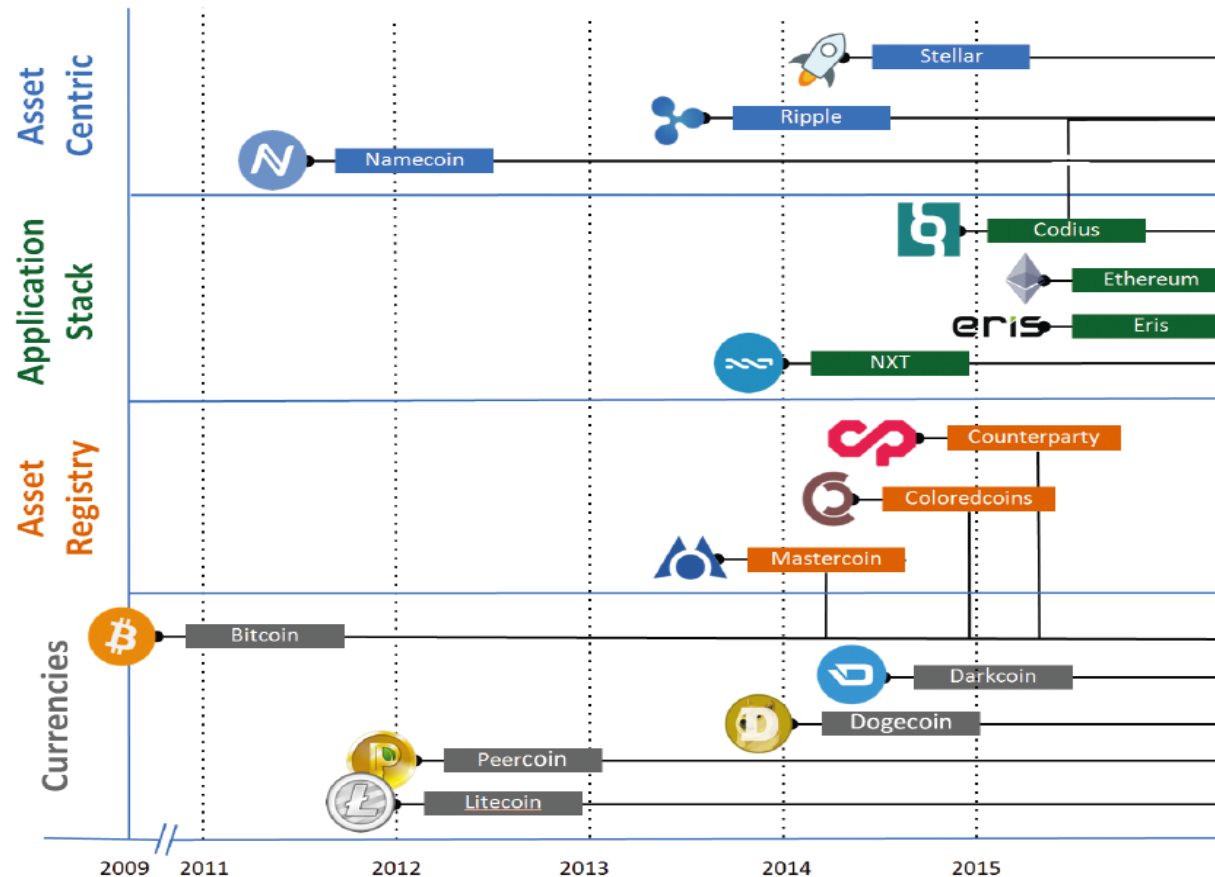 Asset
Centric
Stellar
Ripple
Namecoin
Application
Stack
Codius
Ethereum
eris
Eris
NXT
Asset
Registry
Counterparty
Coloredcoins
Mastercoin
Currencies
Bitcoin
Darkcoin
Dogecoin
Peercoin
Litecoin
2009 2011 2012 2013 2014 2015